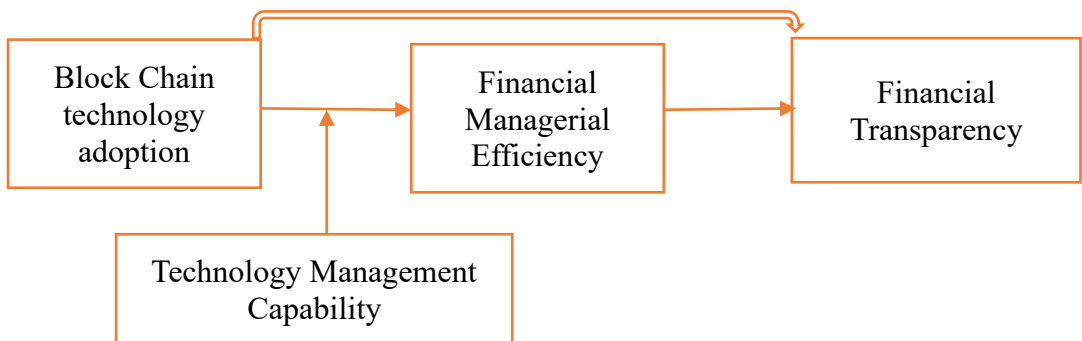 Block Chain
technology
adoption
Financial
Managerial
Efficiency
Financial
Transparency
Technology Management
Capability